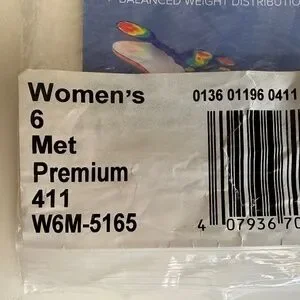 BALANCED WEIGHT DISTRIBUTIO
Women's
0136 01196 0411
6
Met
Premium
411
W6M-5165
4 07936 70